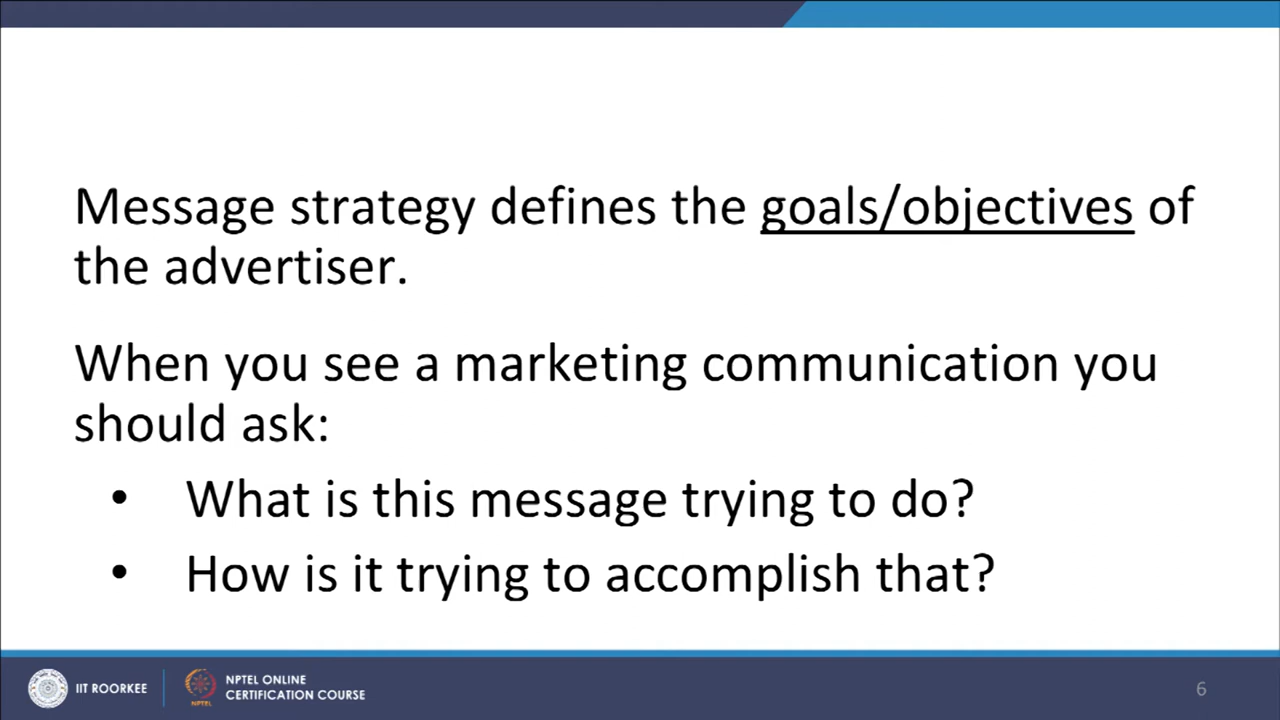 Message strategy defines the goals/objectives of
the advertiser.
When you see a marketing communication you
should ask:
• What is this message trying to do?
• How is it trying to accomplish that?
IIT ROORKEE
NPTEL
NPTEL ONLINE
CERTIFICATION COURSE
6